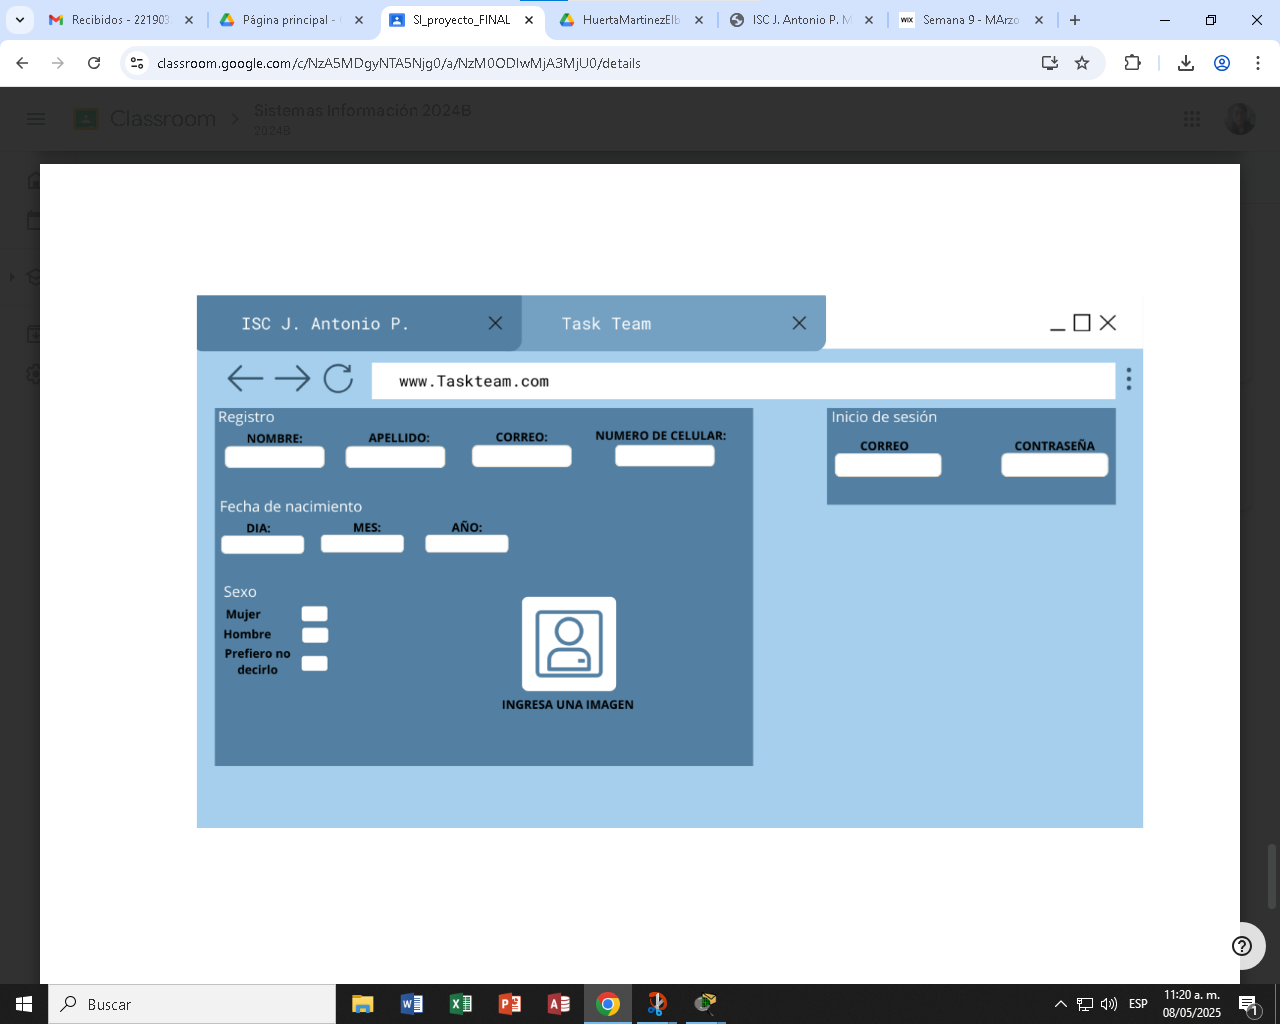 Recibidos - 221903
Página principal -
SI_proyecto_FINAL
HuertaMartinezElb
ISC J. Antonio P. M
WIX
Semana 9 - MArzo
classroom.google.com/c/NzA5MDgyNTA5Njg0/a/NzM0ODIwMjA3MjU0/details
Classroom
Sistemas Información 2024B
2024B
ISC J. Antonio P.
Task Team
www.Taskteam.com
Registro
NOMBRE:
APELLIDO:
CORREO:
NUMERO DE CELULAR:
Fecha de nacimiento
DIA:
MES:
AÑO:
Sexo
Mujer
Hombre
Prefiero no
decirlo
INGRESA UNA IMAGEN
Inicio de sesión
CORREO
CONTRASEÑA
Buscar
ESP
11:20 a. m.
08/05/2025
1